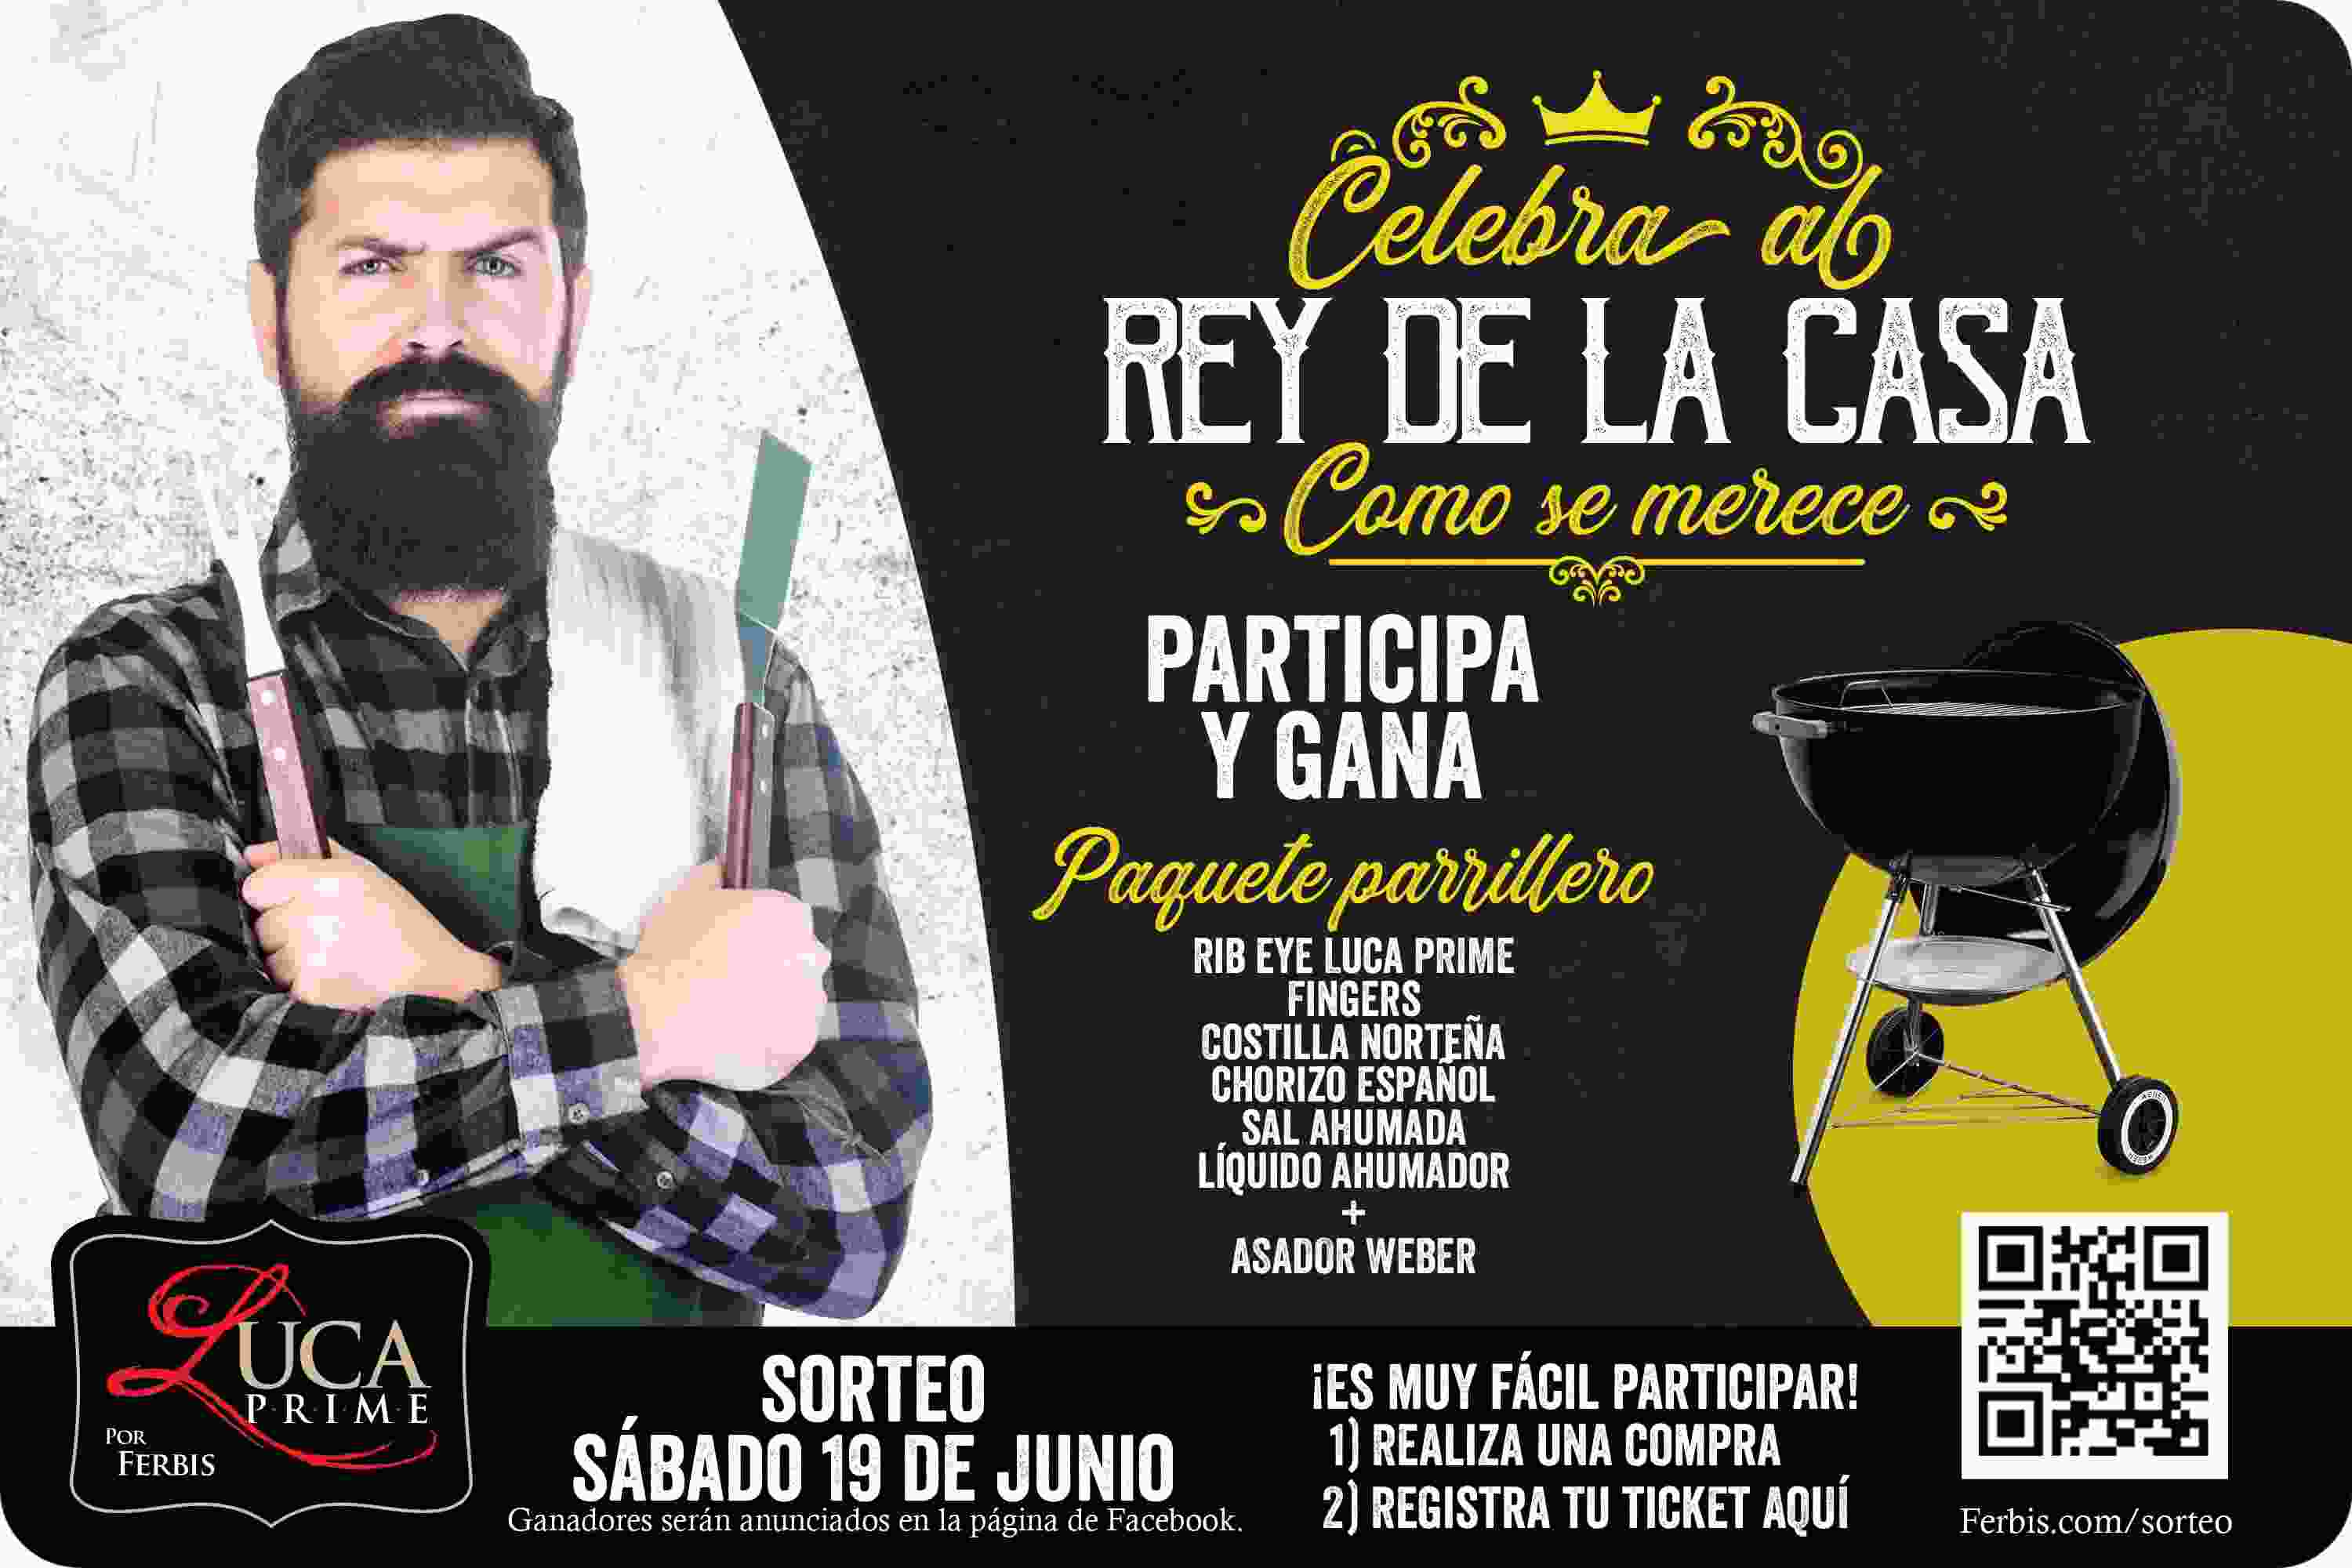 Celebra al
REY DE LA CASA
Como se merece
PARTICIPA
Y GANA
Paquete parrillero
RIB EYE LUCA PRIME
FINGERS
COSTILLA NORTEÑA
CHORIZO ESPAÑOL
SAL AHUMADA
LÍQUIDO AHUMADOR
+
ASADOR WEBER
WEBER
WEBER
LUCA
P·R·I·M·E
POR
FERBIS
SORTEO
SÁBADO 19 DE JUNIO
Ganadores serán anunciados en la página de Facebook.
¡ES MUY FÁCIL PARTICIPAR!
1) REALIZA UNA COMPRA
2) REGISTRA TU TICKET AQUÍ
Ferbis.com/sorteo